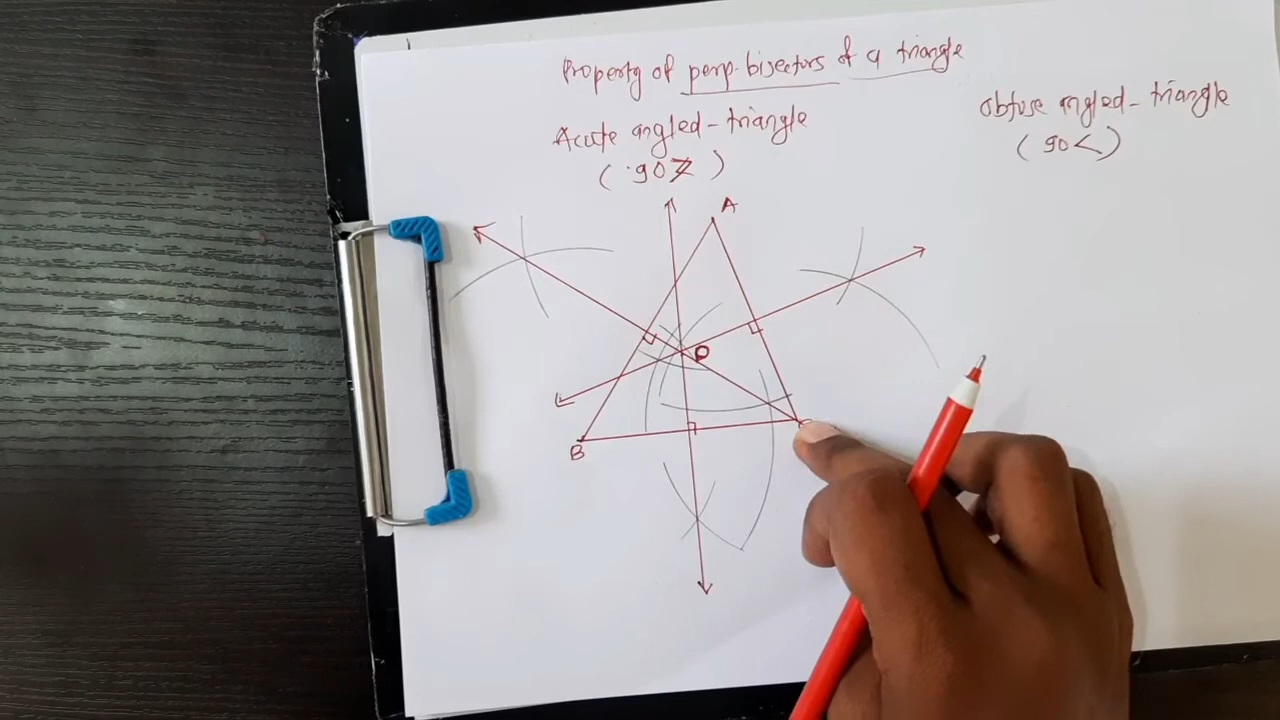 Property of perp. bisectors of a triangle
Acute angled-triangle
(90>)
Obtuse angled-triangle
(90<)
A
P
B